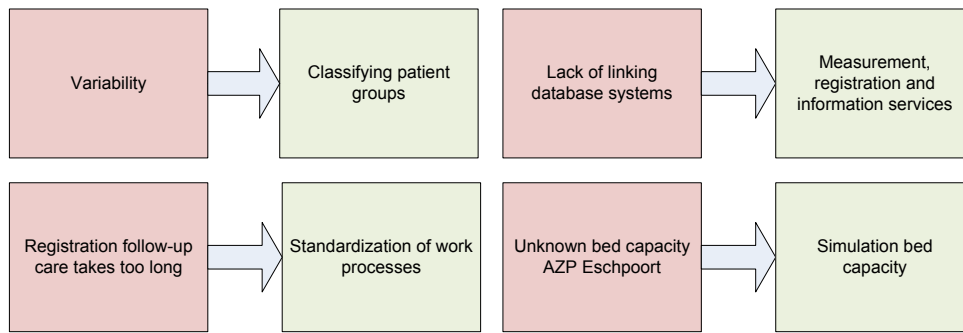 Variability
Classifying patient
groups
Lack of linking
database systems
Measurement,
registration and
information services
Registration follow-up
care takes too long
Standardization of work
processes
Unknown bed capacity
AZP Eschpoort
Simulation bed
capacity